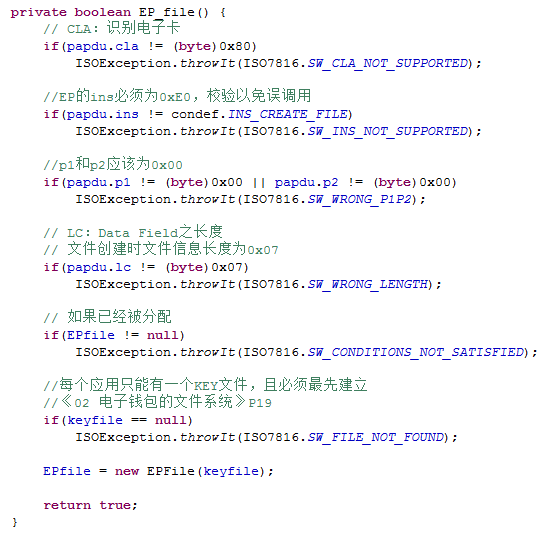 private boolean EP_file() {
    // CLA：识别电子卡
    if(papdu.cla != (byte)0x80)
        ISOException.throwIt(ISO7816.SW_CLA_NOT_SUPPORTED);

    //EP的ins必须为0xE0，校验以免误调用
    if(papdu.ins != condef.INS_CREATE_FILE)
        ISOException.throwIt(ISO7816.SW_INS_NOT_SUPPORTED);

    //p1和p2应该为0x00
    if(papdu.p1 != (byte)0x00 || papdu.p2 != (byte)0x00)
        ISOException.throwIt(ISO7816.SW_WRONG_P1P2);

    // LC：Data Field之长度
    // 文件创建时文件信息长度为0x07
    if(papdu.lc != (byte)0x07)
        ISOException.throwIt(ISO7816.SW_WRONG_LENGTH);

    // 如果已经被分配
    if(EPfile != null)
        ISOException.throwIt(ISO7816.SW_CONDITIONS_NOT_SATISFIED);

    //每个应用只能有一个KEY文件，且必须最先建立
    //《02 电子钱包的文件系统》P19
    if(keyfile == null)
        ISOException.throwIt(ISO7816.SW_FILE_NOT_FOUND);

    EPfile = new EPFile(keyfile);

    return true;
}